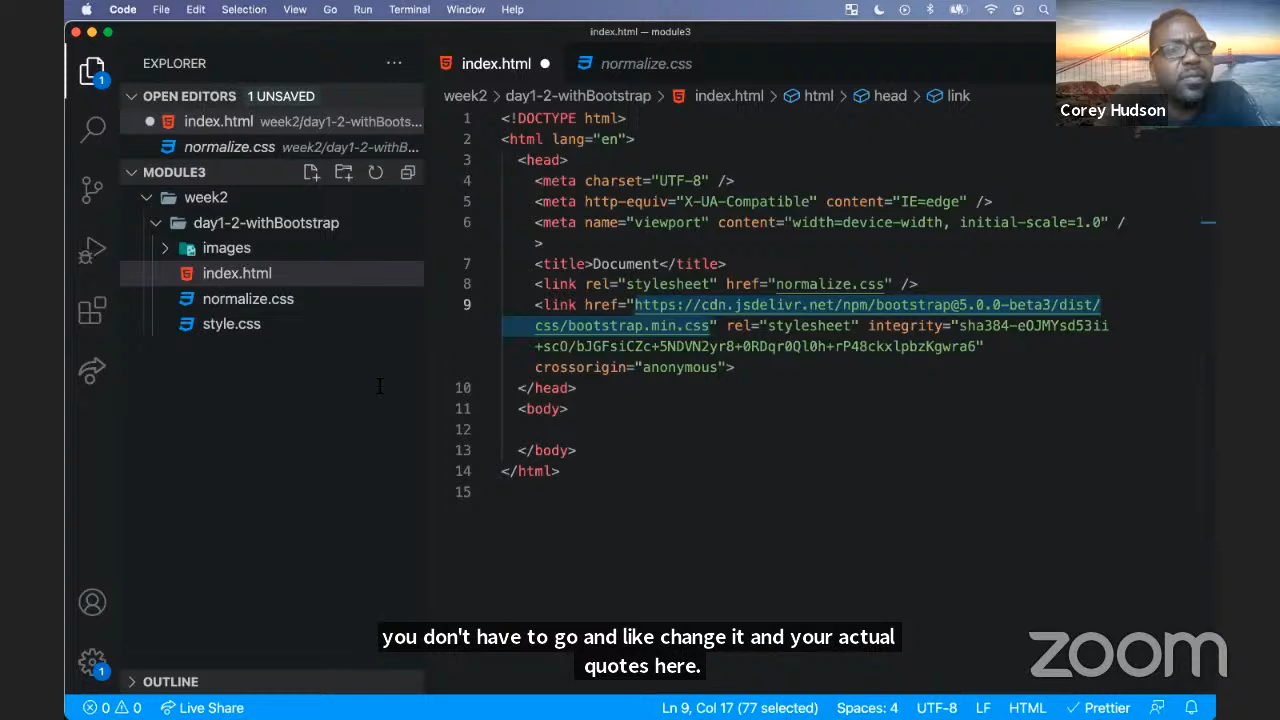 Code File Edit Selection View Go Run Terminal Window Help
index.html — module3
EXPLORER
index.html
normalize.css
OPEN EDITORS 1 UNSAVED
index.html week2/day1-2-withBoots...
normalize.css week2/day1-2-withB...
MODULE3
week2
day1-2-withBootstrap
images
index.html
normalize.css
style.css
OUTLINE
week2 > day1-2-withBootstrap > index.html > html > head > link
1 <!DOCTYPE html>
2 <html lang="en">
3 <head>
4 <meta charset="UTF-8" />
5 <meta http-equiv="X-UA-Compatible" content="IE=edge" />
6 <meta name="viewport" content="width=device-width, initial-scale=1.0" /
>
7 <title>Document</title>
8 <link rel="stylesheet" href="normalize.css" />
9 <link href="https://cdn.jsdelivr.net/npm/bootstrap@5.0.0-beta3/dist/
css/bootstrap.min.css" rel="stylesheet" integrity="sha384-eOJMYsd53ii
+scO/bJGFsiCZc+5NDVN2yr8+0RDqr0Ql0h+rP48ckxlpbzKgwra6"
crossorigin="anonymous">
10 </head>
11 <body>
12
13 </body>
14 </html>
15
Corey Hudson
you don't have to go and like change it and your actual
quotes here.
zoom
1
1
0 0 Live Share
Ln 9, Col 17 (77 selected) Spaces: 4 UTF-8 LF HTML Prettier